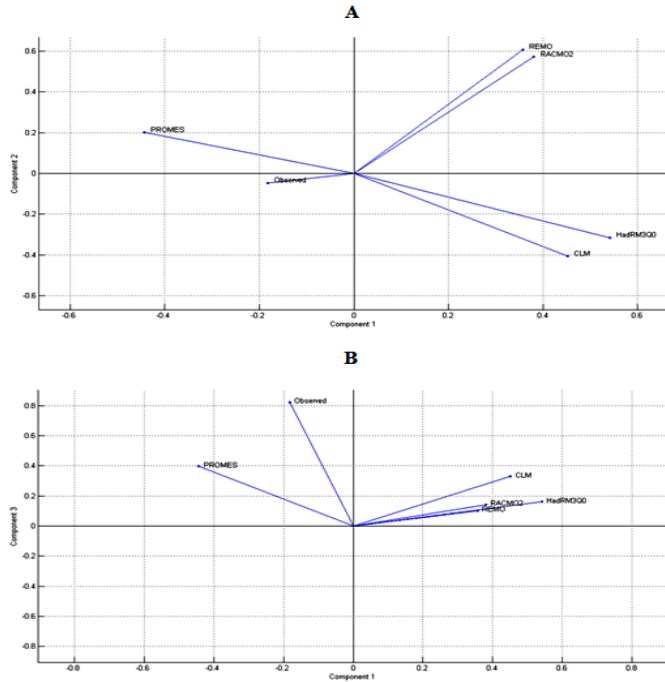 A
0.6
0.4
0.2
0
-0.2
-0.4
-0.6
Component 2
REMO
RACMO2
PROMES
Observed
HadRM3Q0
CLM
-0.6
-0.4
-0.2
0
0.2
0.4
0.6
Component 1
B
0.8
0.6
0.4
0.2
0
-0.2
-0.4
-0.6
-0.8
Component 3
Observed
PROMES
CLM
RACMO2
HadRM3Q0
REMO
-0.8
-0.6
-0.4
-0.2
0
0.2
0.4
0.6
0.8
Component 1